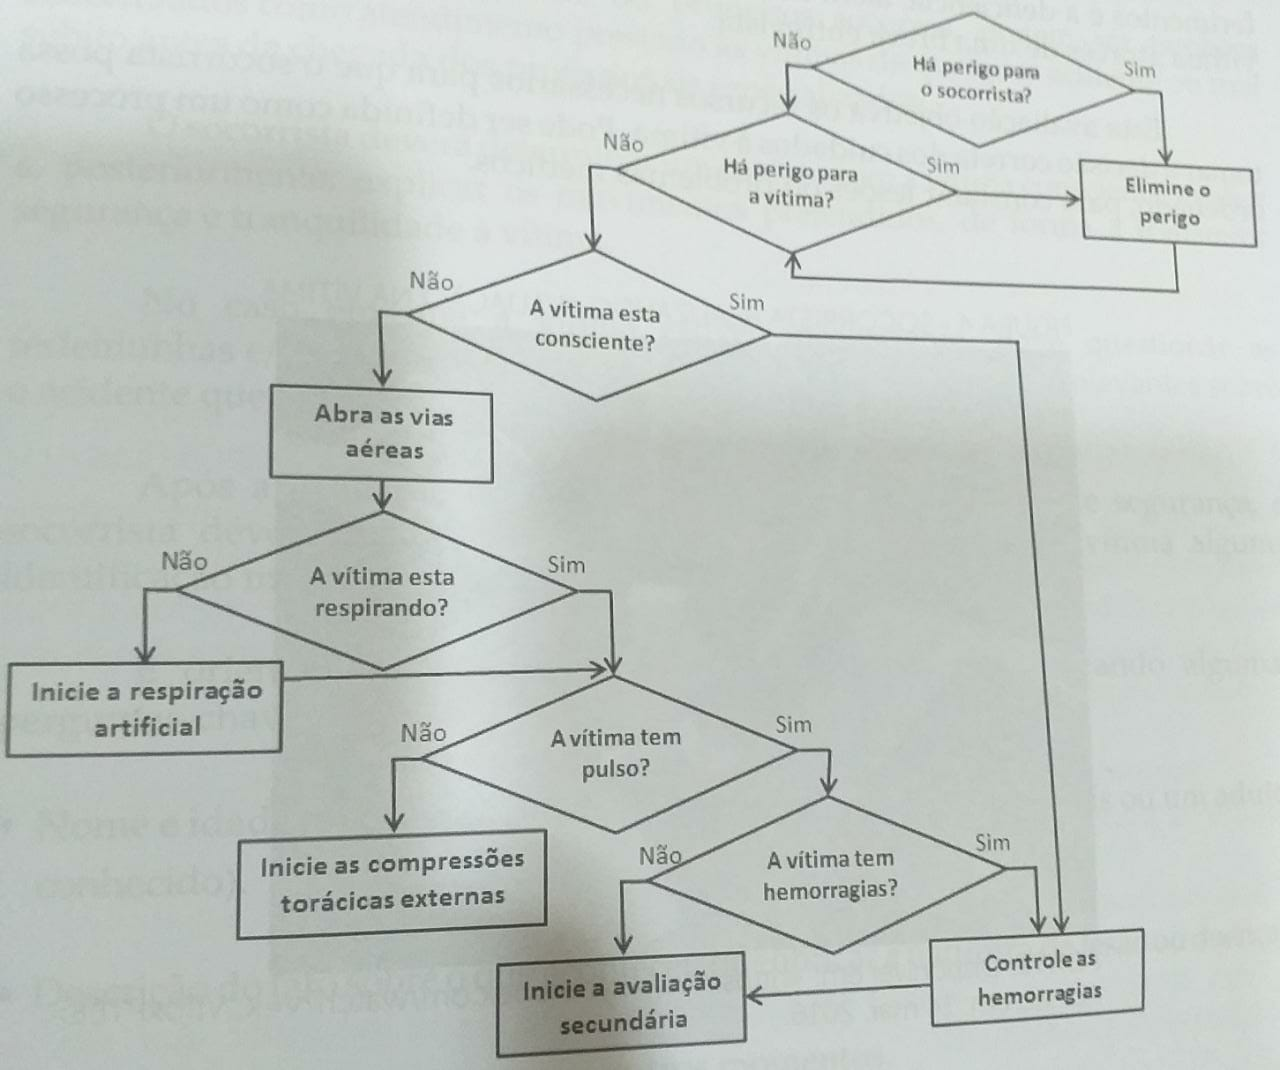 Não
Há perigo para
o socorrista?
Sim
Não
Há perigo para
a vítima?
Sim
Elimine o
perigo
Não
A vítima esta
consciente?
Sim
Abra as vias
aéreas
Não
A vítima esta
respirando?
Sim
Inicie a respiração
artificial
Não
A vítima tem
pulso?
Sim
Inicie as compressões
torácicas externas
Não
A vítima tem
hemorragias?
Sim
Inicie a avaliação
secundária
Controle as
hemorragias